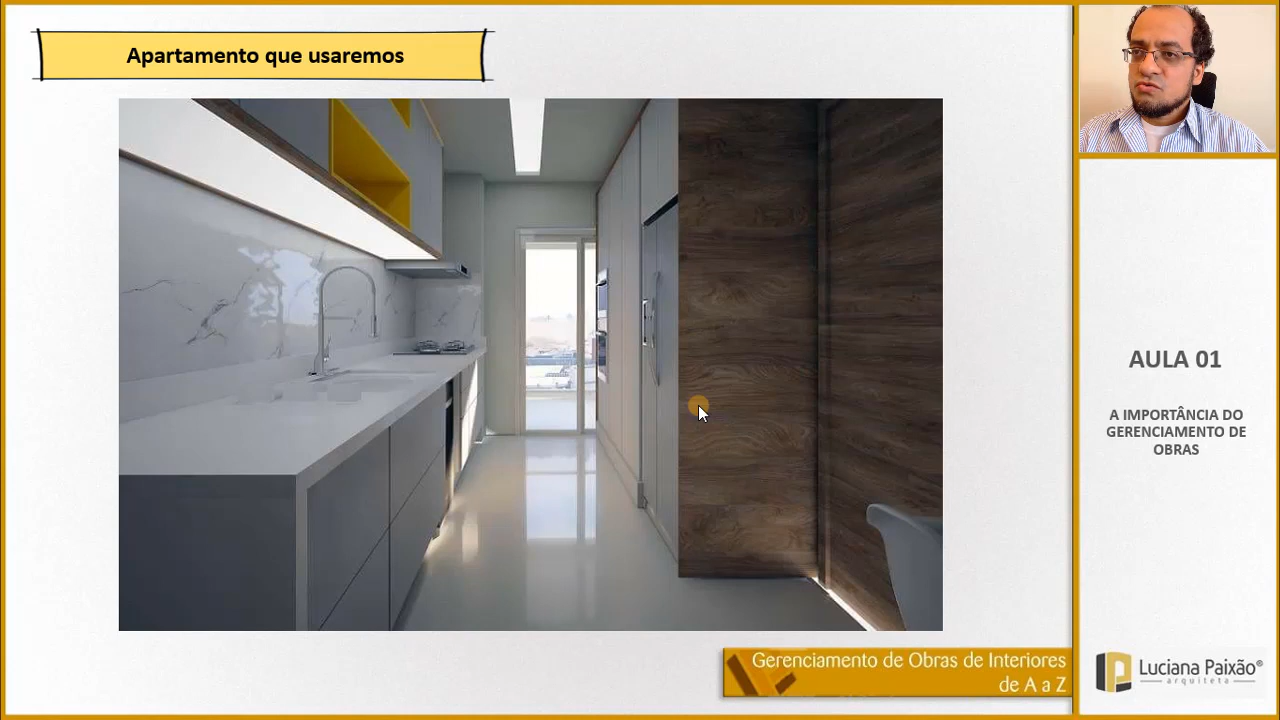 Apartamento que usaremos
AULA 01
A IMPORTÂNCIA DO
GERENCIAMENTO DE
OBRAS
Gerenciamento de Obras de Interiores
de A a Z
Luciana Paixão®
arquiteta